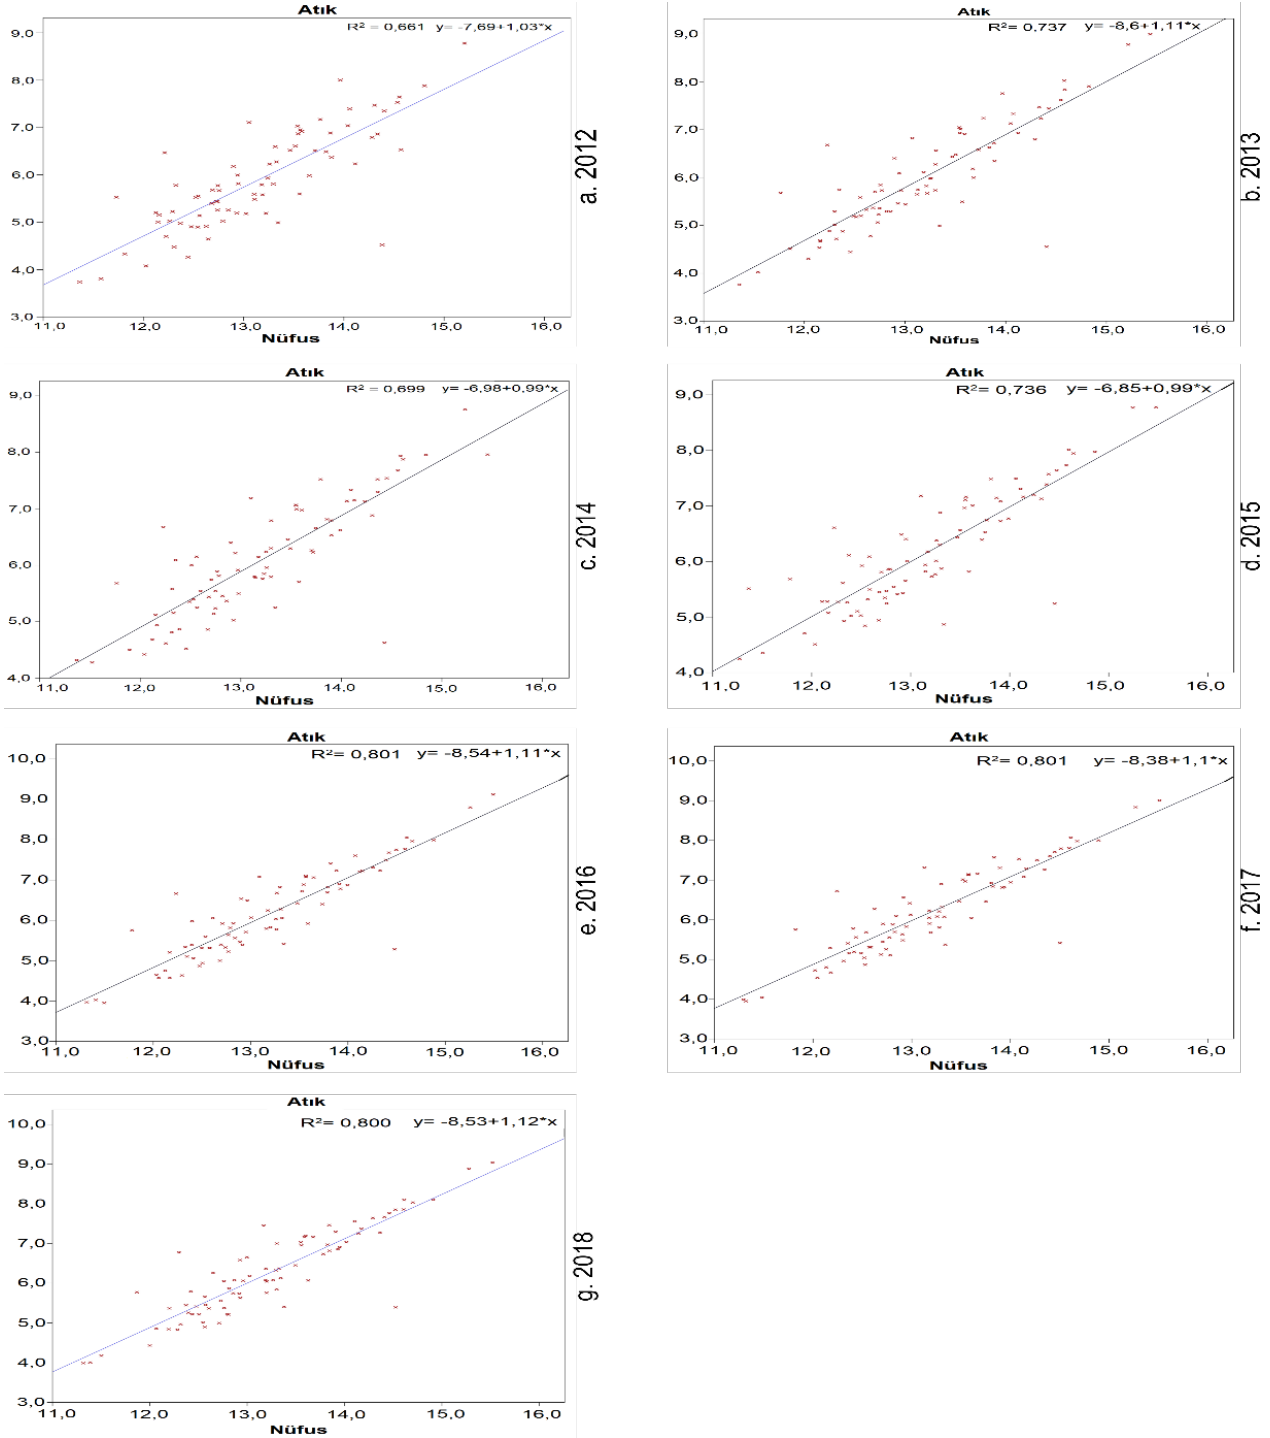 Atık
R² = 0,661 y= -7,69+1,03*x
9,0
8,0
7,0
6,0
5,0
4,0
3,0
11,0 12,0 13,0 14,0 15,0 16,0
Nüfus
a. 2012
Atık
R²= 0.737 y= -8,6+1,11*x
9,0
8,0
7,0
6,0
5,0
4,0
3,0
11,0 12,0 13,0 14,0 15,0 16,0
Nüfus
b. 2013
Atık
R² = 0,699 y= -6,98+0,99*x
9,0
8,0
7,0
6,0
5,0
4,0
11,0 12,0 13,0 14,0 15,0 16,0
Nüfus
c. 2014
Atık
R²= 0,736 y= -6,85+0,99*x
9,0
8,0
7,0
6,0
5,0
4,0
11,0 12,0 13,0 14,0 15,0 16,0
Nüfus
d. 2015
Atık
R²= 0,801 y= -8,54+1,11*x
10,0
9,0
8,0
7,0
6,0
5,0
4,0
3,0
11,0 12,0 13,0 14,0 15,0 16,0
Nüfus
e. 2016
Atık
R²= 0,801 y= -8,38+1,1*x
10,0
9,0
8,0
7,0
6,0
5,0
4,0
3,0
11,0 12,0 13,0 14,0 15,0 16,0
Nüfus
f. 2017
Atık
R²= 0,800 y= -8,53+1,12*x
10,0
9,0
8,0
7,0
6,0
5,0
4,0
3,0
11,0 12,0 13,0 14,0 15,0 16,0
Nüfus
g. 2018